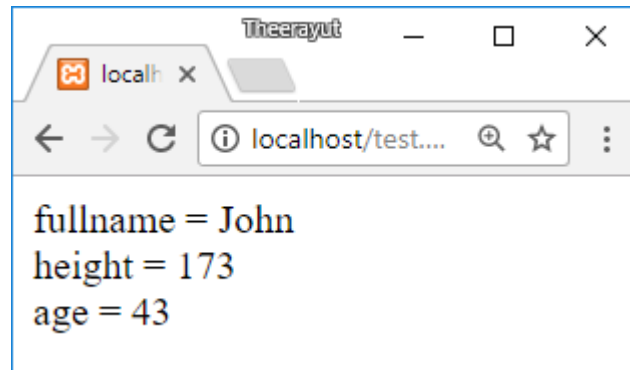 Theerayut
localh
localhost/test....
fullname = John
height = 173
age = 43